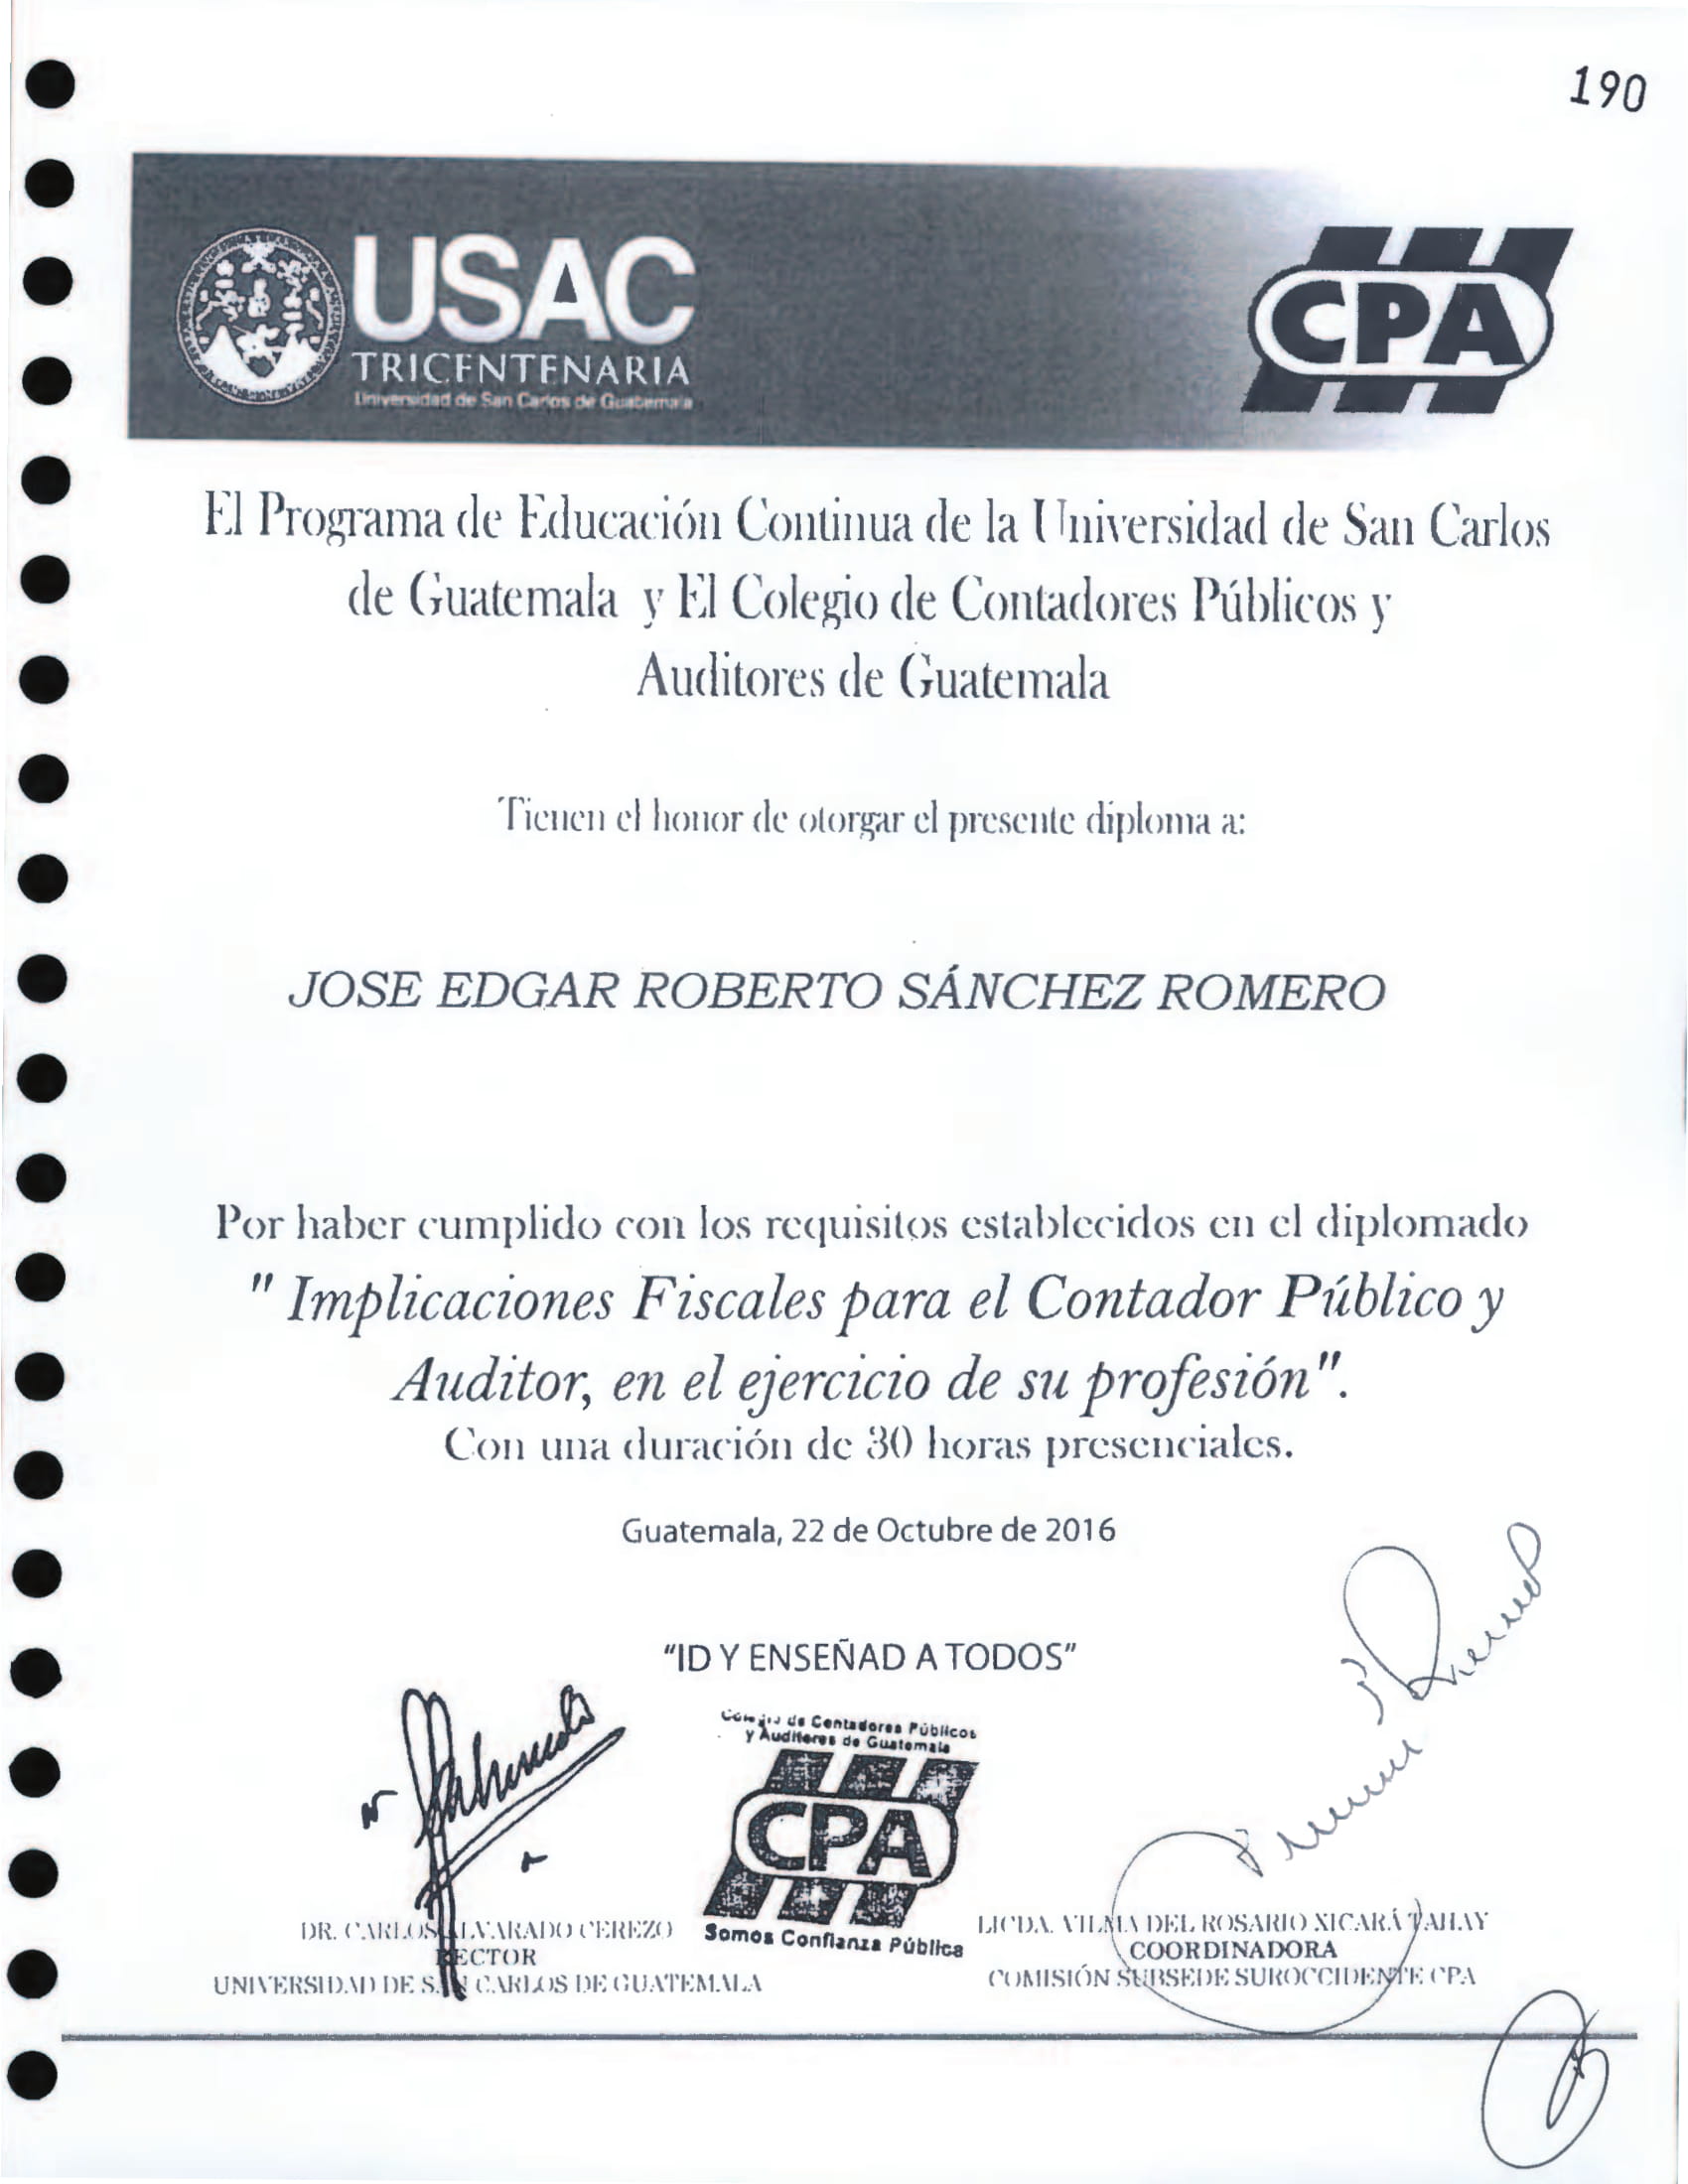 190
USAC
TRICENTENARIA
Universidad de San Carlos de Guatemala
CPA
El Programa de Educación Continua de la Universidad de San Carlos
de Guatemala y El Colegio de Contadores Públicos y
Auditores de Guatemala
Tienen el honor de otorgar el presente diploma a:
JOSE EDGAR ROBERTO SÁNCHEZ ROMERO
Por haber cumplido con los requisitos establecidos en el diplomado
" Implicaciones Fiscales para el Contador Público y
Auditor, en el ejercicio de su profesión".
Con una duración de 30 horas presenciales.
Guatemala, 22 de Octubre de 2016
"ID Y ENSEÑAD A TODOS"
Colegio de Contadores Públicos
y Auditores de Guatemala
CPA
Somos Confianza Pública
DR. CARLOS ALVARADO CEREZO
RECTOR
UNIVERSIDAD DE SAN CARLOS DE GUATEMALA
LICDA. VILMA DEL ROSARIO XICARÁ TAHAY
COORDINADORA
COMISIÓN SUBSEDE SUROCCIDENTE CPA